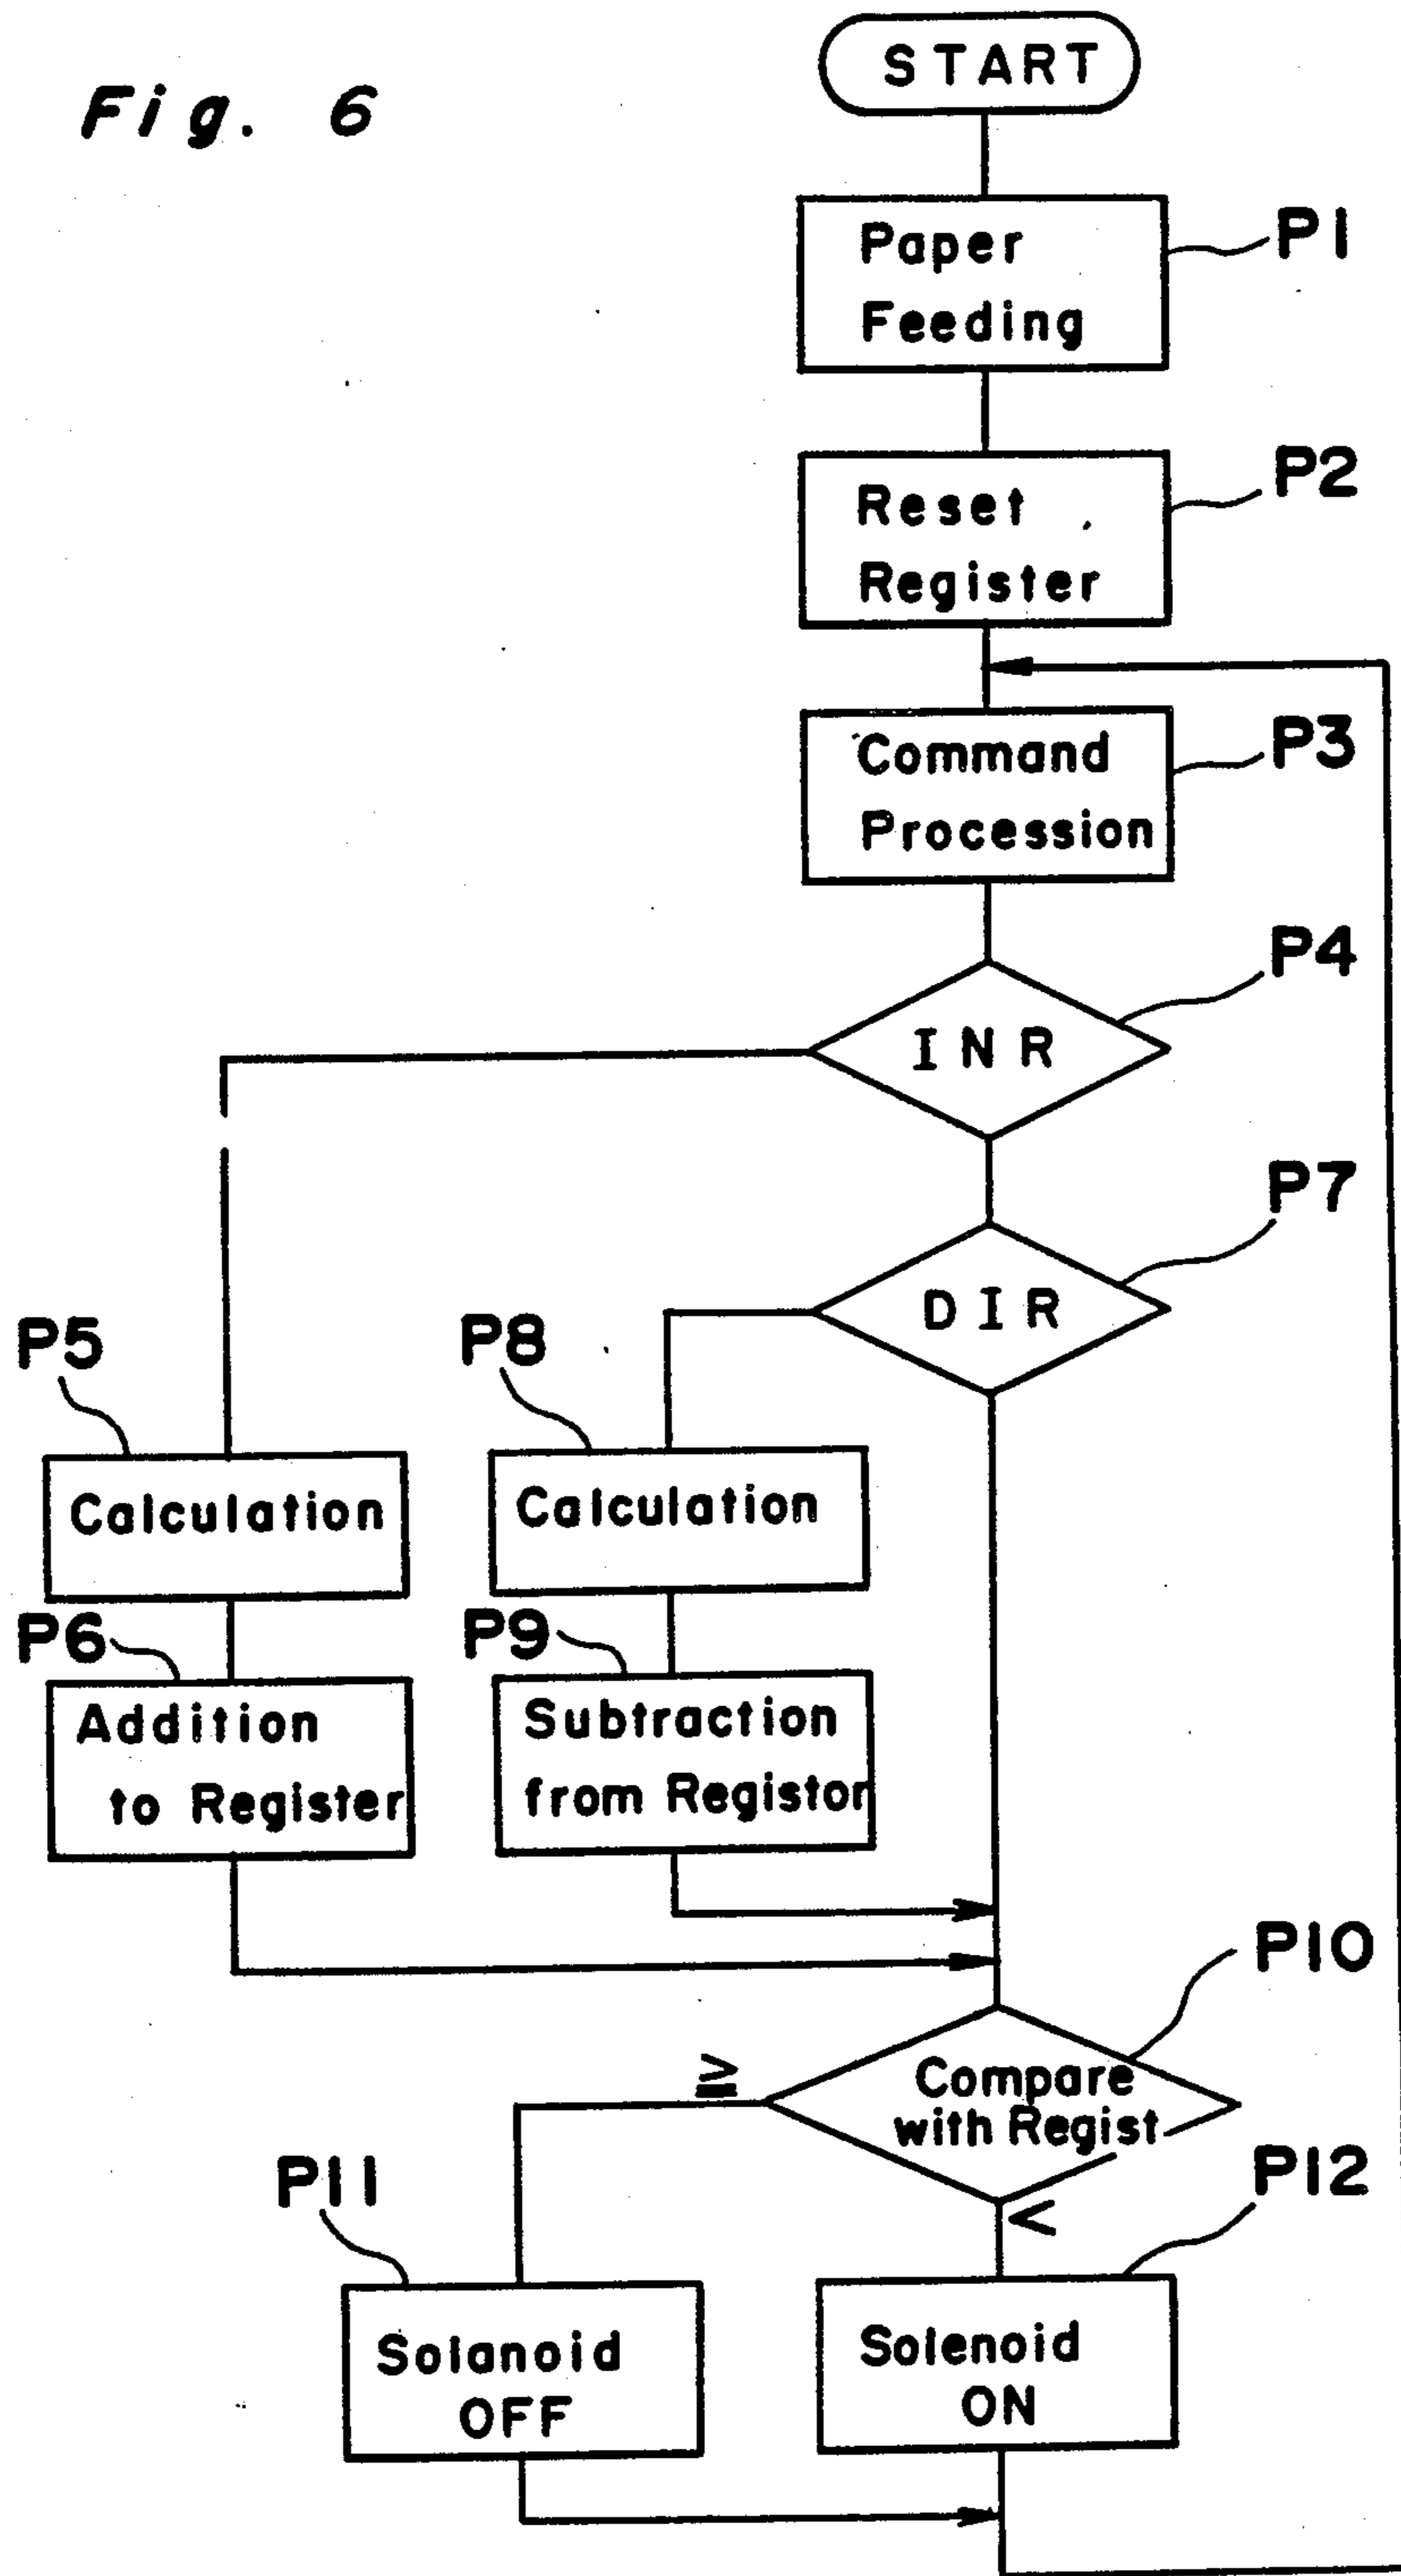 Fig. 6
START
Paper
Feeding
P1
Reset
Register
P2
Command
Procession
P3
INR
P4
DIR
P7
P5
Calculation
P8
Calculation
P6
Addition
to Register
P9
Subtraction
from Registor
P10
Compare
with Regist
≧
<
P11
Solanoid
OFF
P12
Solenoid
ON